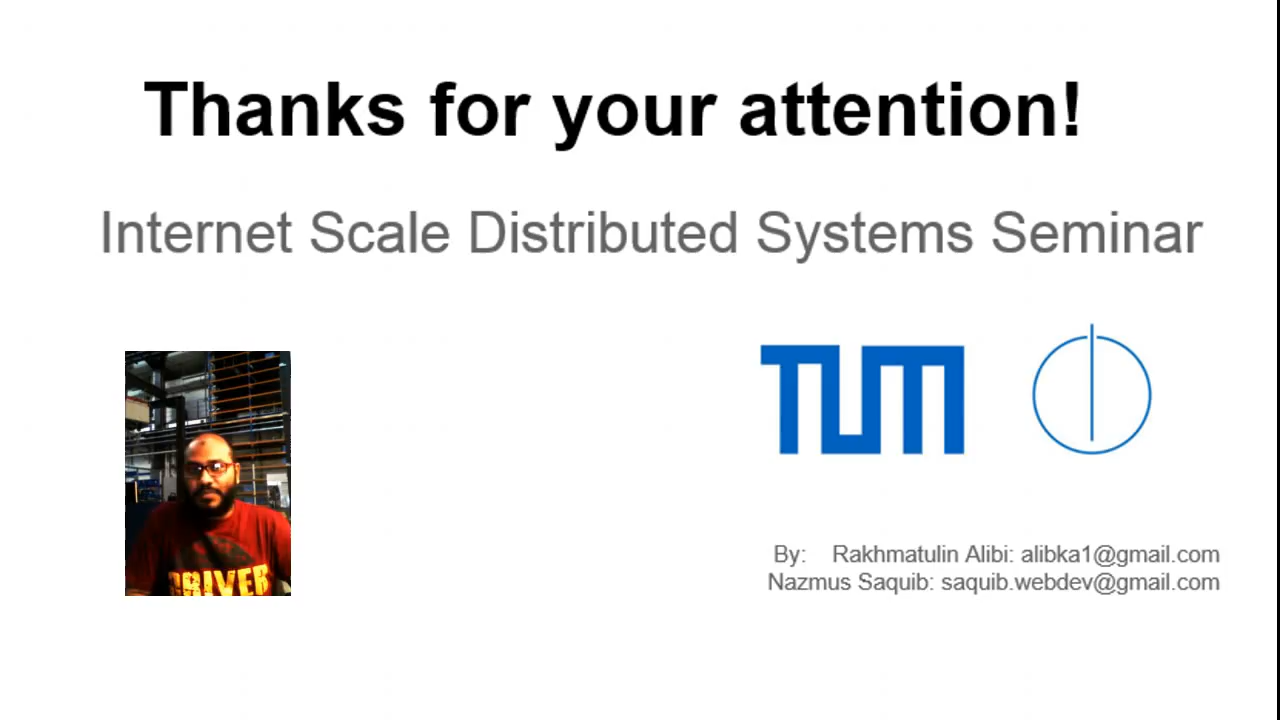 Thanks for your attention!
Internet Scale Distributed Systems Seminar
TUM
By: Rakhmatulin Alibi: alibka1@gmail.com
Nazmus Saquib: saquib.webdev@gmail.com
DRIVER